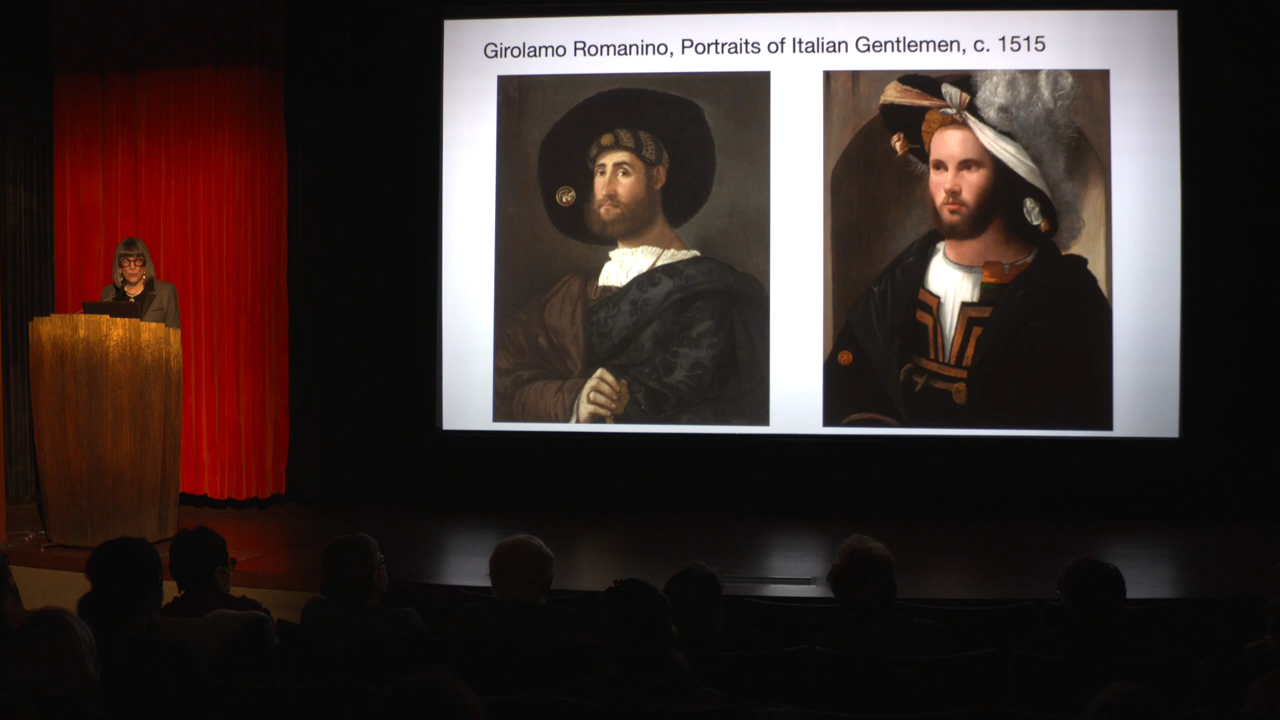 Girolamo Romanino, Portraits of Italian Gentlemen, c. 1515